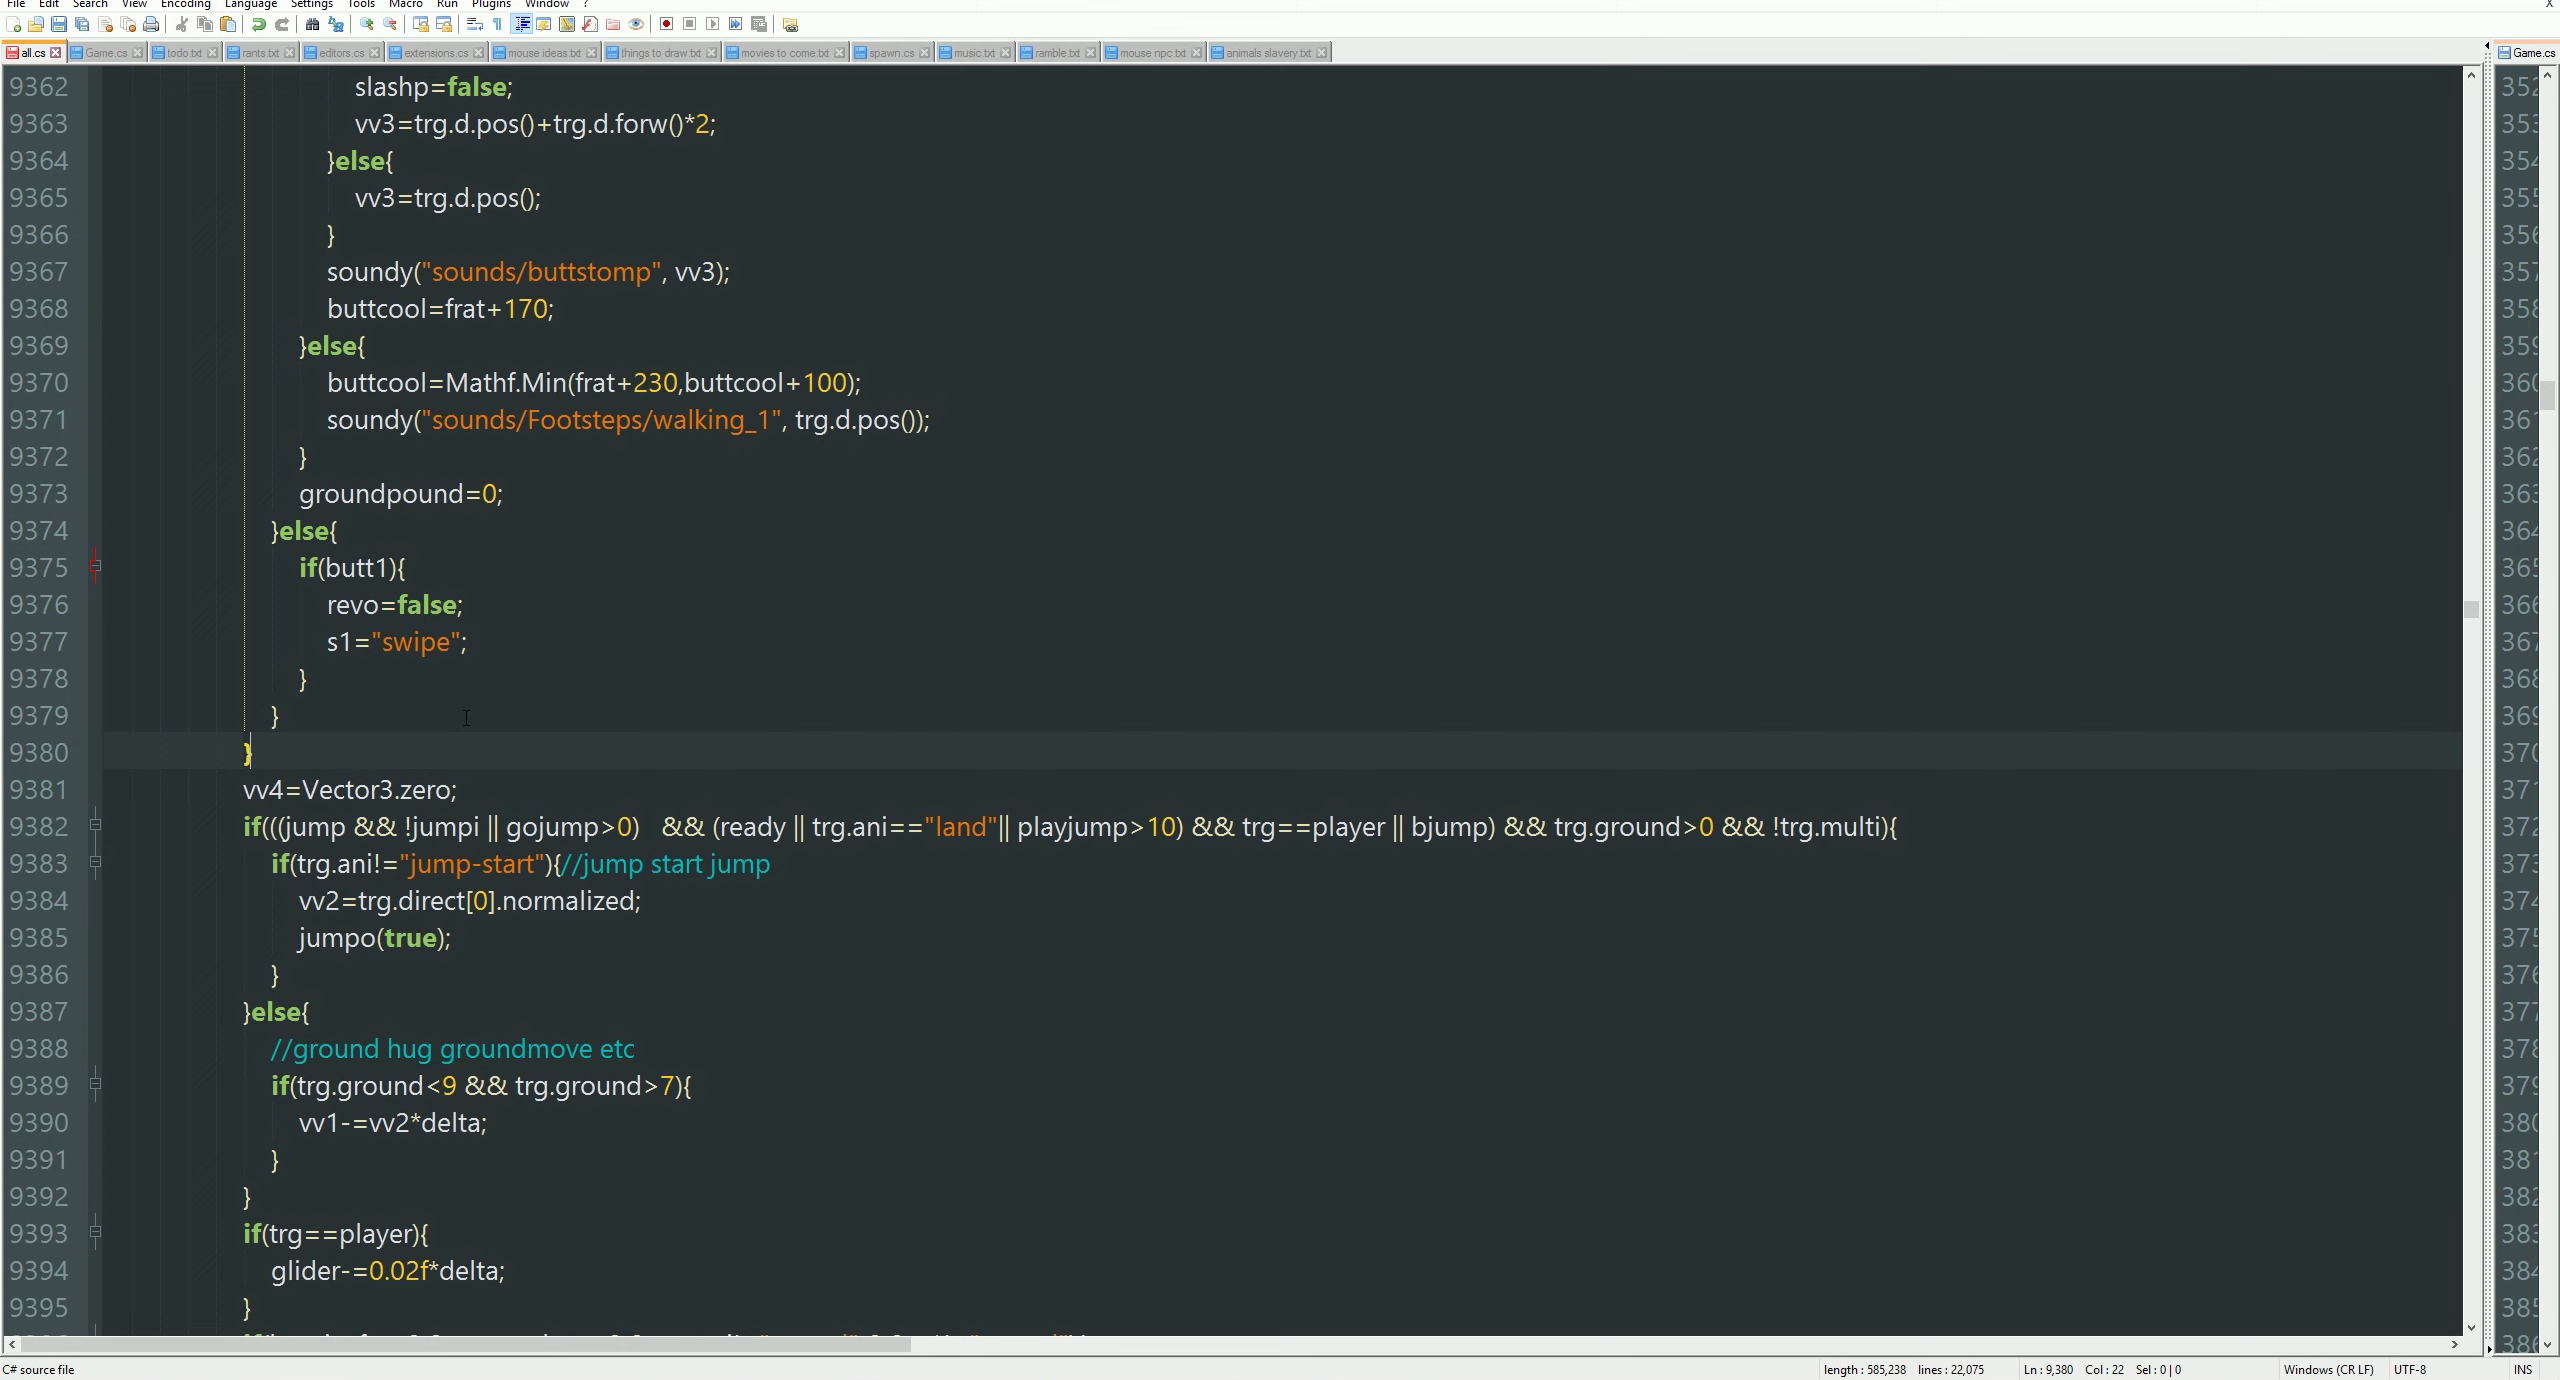 File Edit Search View Encoding Language Settings Tools Macro Run Plugins Window ? X
all.cs Game.cs todo.txt rants.txt editors.cs extensions.cs mouse ideas.txt things to draw.txt movies to come.txt spawn.cs music.txt ramble.txt mouse npc.txt animals slavery.txt Game.cs
9362 slashp=false;
9363 vv3=trg.d.pos()+trg.d.forw()*2;
9364 }else{
9365 vv3=trg.d.pos();
9366 }
9367 soundy("sounds/buttstomp", vv3);
9368 buttcool=frat+170;
9369 }else{
9370 buttcool=Mathf.Min(frat+230,buttcool+100);
9371 soundy("sounds/Footsteps/walking_1", trg.d.pos());
9372 }
9373 groundpound=0;
9374 }else{
9375 if(butt1){
9376 revo=false;
9377 s1="swipe";
9378 }
9379 }
9380 }
9381 vv4=Vector3.zero;
9382 if(((jump && !jumpi || gojump>0)   && (ready || trg.ani=="land"|| playjump>10) && trg==player || bjump) && trg.ground>0 && !trg.multi){
9383 if(trg.ani!="jump-start"){//jump start jump
9384 vv2=trg.direct[0].normalized;
9385 jumpo(true);
9386 }
9387 }else{
9388 //ground hug groundmove etc
9389 if(trg.ground<9 && trg.ground>7){
9390 vv1-=vv2*delta;
9391 }
9392 }
9393 if(trg==player){
9394 glider-=0.02f*delta;
9395 }
C# source file length : 585,238 lines : 22,075 Ln : 9,380 Col : 22 Sel : 0 | 0 Windows (CR LF) UTF-8 INS